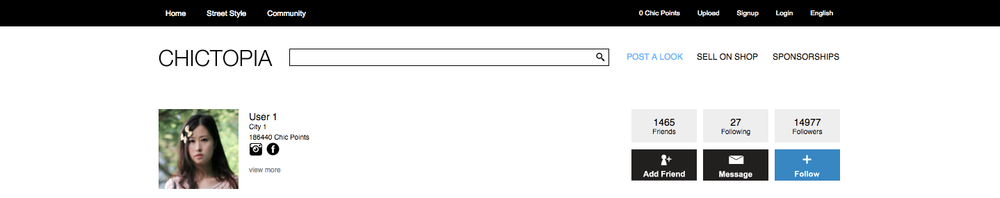 Home Street Style Community 0 Chic Points Upload Signup Login English
CHICTOPIA POST A LOOK SELL ON SHOP SPONSORSHIPS
User 1
City 1
186440 Chic Points
view more
1465 27 14977
Friends Following Followers
Add Friend Message Follow